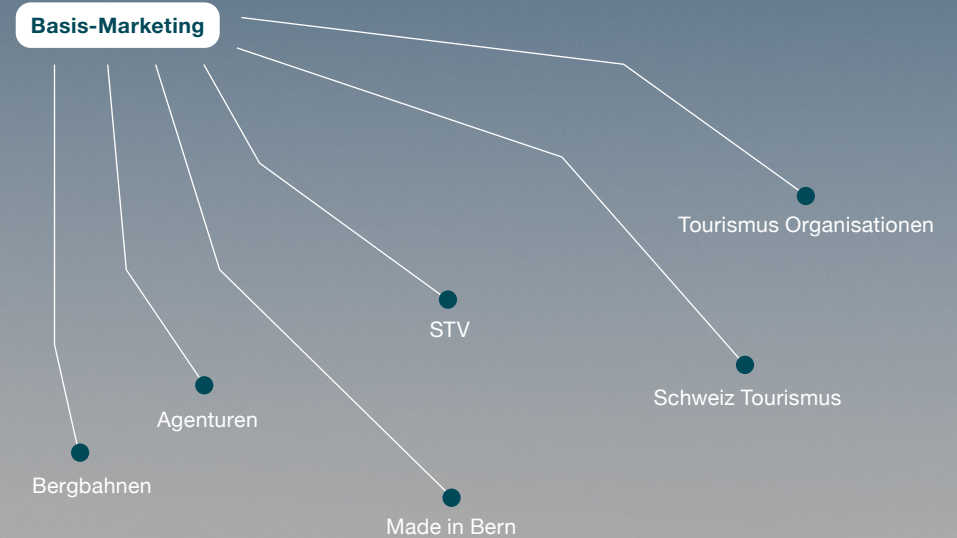 Basis-Marketing
Tourismus Organisationen
STV
Schweiz Tourismus
Agenturen
Bergbahnen
Made in Bern